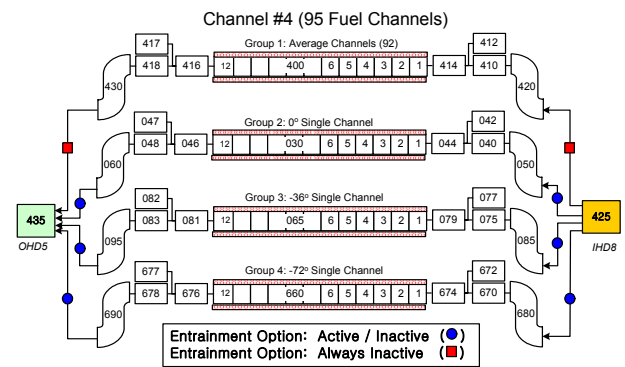 Channel #4 (95 Fuel Channels)
Group 1: Average Channels (92)
417 412
418 416 12 400 6 5 4 3 2 1 414 410
430 420
Group 2: 0° Single Channel
047 042
048 046 12 030 6 5 4 3 2 1 044 040
060 050
Group 3: -36° Single Channel
082 077
083 081 12 065 6 5 4 3 2 1 079 075
095 085
435 425
OHD5 IHD8
Group 4: -72° Single Channel
677 672
678 676 12 660 6 5 4 3 2 1 674 670
690 680
Entrainment Option: Active / Inactive ( )
Entrainment Option: Always Inactive ( )